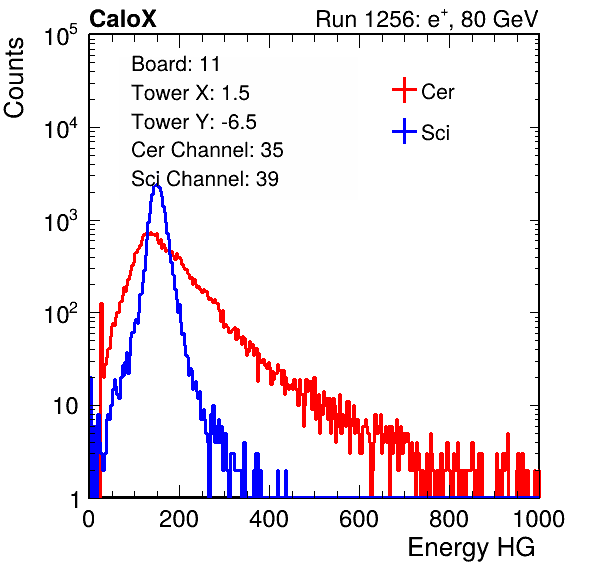 CaloX Run 1256: e⁺, 80 GeV
Counts
10⁵
10⁴
10³
10²
10
1
Board: 11
Tower X: 1.5
Tower Y: -6.5
Cer Channel: 35
Sci Channel: 39
Cer
Sci
0 200 400 600 800 1000
Energy HG